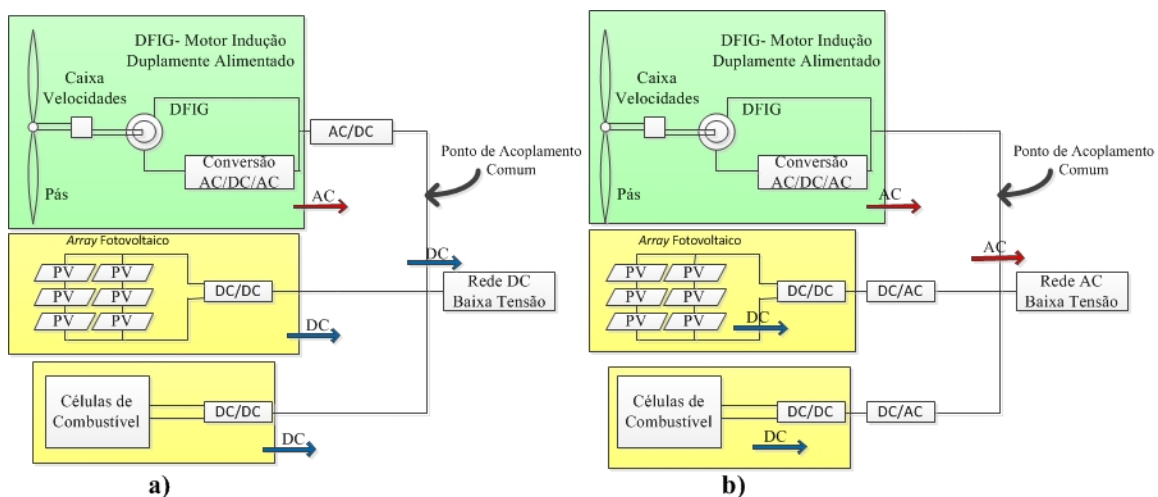 DFIG- Motor Indução
Duplamente Alimentado
Caixa
Velocidades
DFIG
AC/DC
Conversão
AC/DC/AC
Pás
AC
Ponto de Acoplamento
Comum
Array Fotovoltaico
PV PV
PV PV
PV PV
DC/DC
DC
DC
Rede DC
Baixa Tensão
Células de
Combustível
DC/DC
DC
a)
DFIG- Motor Indução
Duplamente Alimentado
Caixa
Velocidades
DFIG
Conversão
AC/DC/AC
Pás
AC
Ponto de Acoplamento
Comum
Array Fotovoltaico
PV PV
PV PV
PV PV
DC
DC/DC
DC/AC
AC
Rede AC
Baixa Tensão
Células de
Combustível
DC/DC
DC/AC
DC
b)